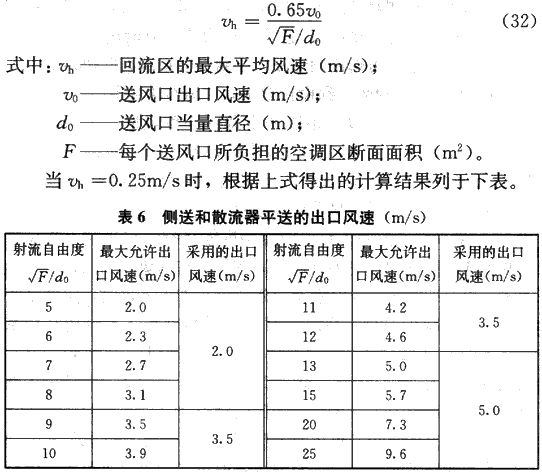 v_h = 0.65v_0 / (√F/d_0) (32)
式中：v_h ——回流区的最大平均风速（m/s）；
v_0——送风口出口风速（m/s）；
d_0 ——送风口当量直径（m）；
F ——每个送风口所负担的空调区断面面积（m²）。
当 v_h =0.25m/s 时，根据上式得出的计算结果列于下表。
表 6 侧送和散流器平送的出口风速（m/s）
射流自由度 √F/d_0 最大允许出口风速(m/s) 采用的出口风速(m/s) 射流自由度 √F/d_0 最大允许出口风速(m/s) 采用的出口风速(m/s)
5 2.0 2.0 11 4.2 3.5
6 2.3 12 4.6
7 2.7 13 5.0 5.0
8 3.1 15 5.7
9 3.5 3.5 20 7.3
10 3.9 25 9.6